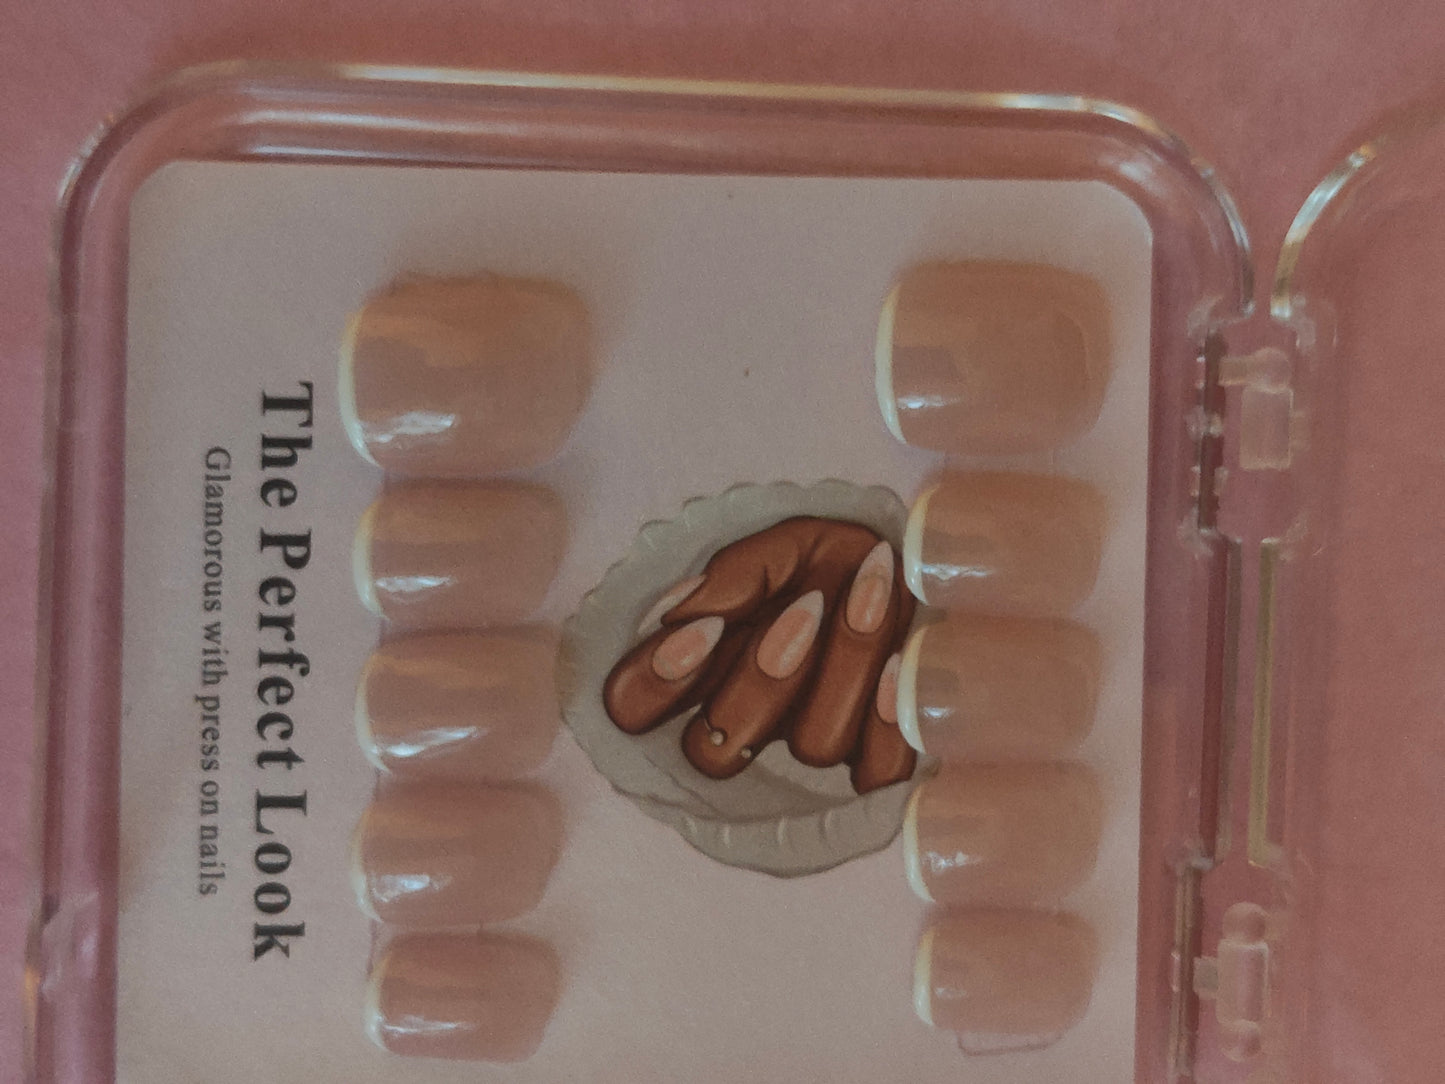 The Perfect Look
Glamorous with press on nails